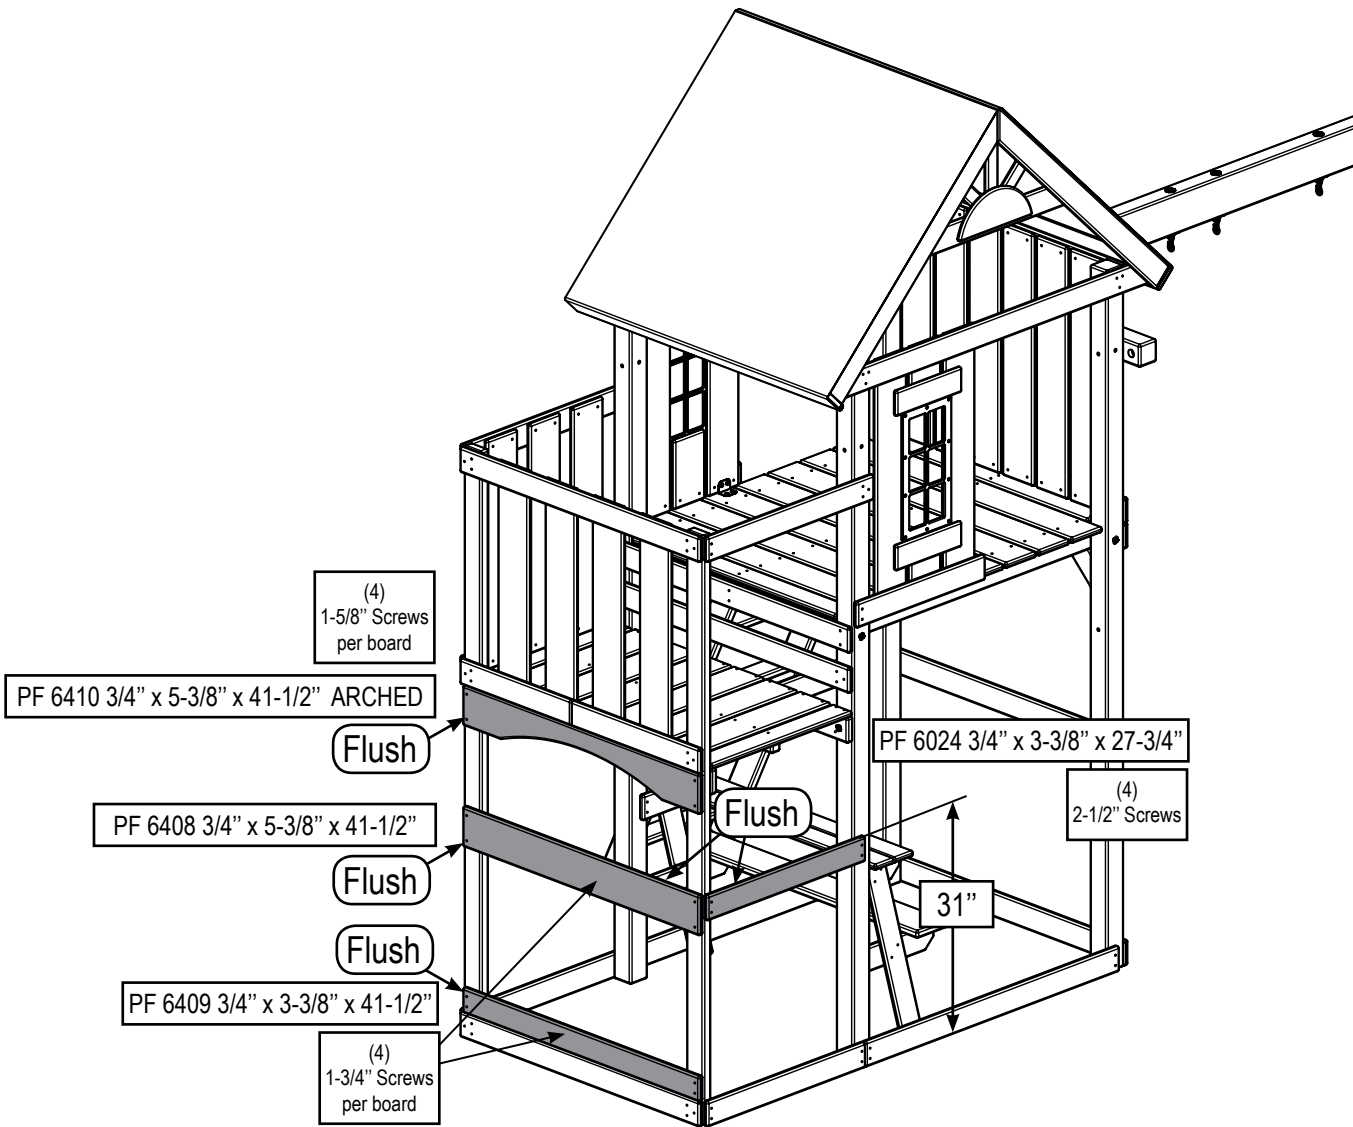 (4)
1-5/8” Screws
per board
PF 6410 3/4” x 5-3/8” x 41-1/2” ARCHED
Flush
PF 6024 3/4” x 3-3/8” x 27-3/4”
(4)
2-1/2” Screws
Flush
PF 6408 3/4” x 5-3/8” x 41-1/2”
Flush
31”
Flush
PF 6409 3/4” x 3-3/8” x 41-1/2”
(4)
1-3/4” Screws
per board